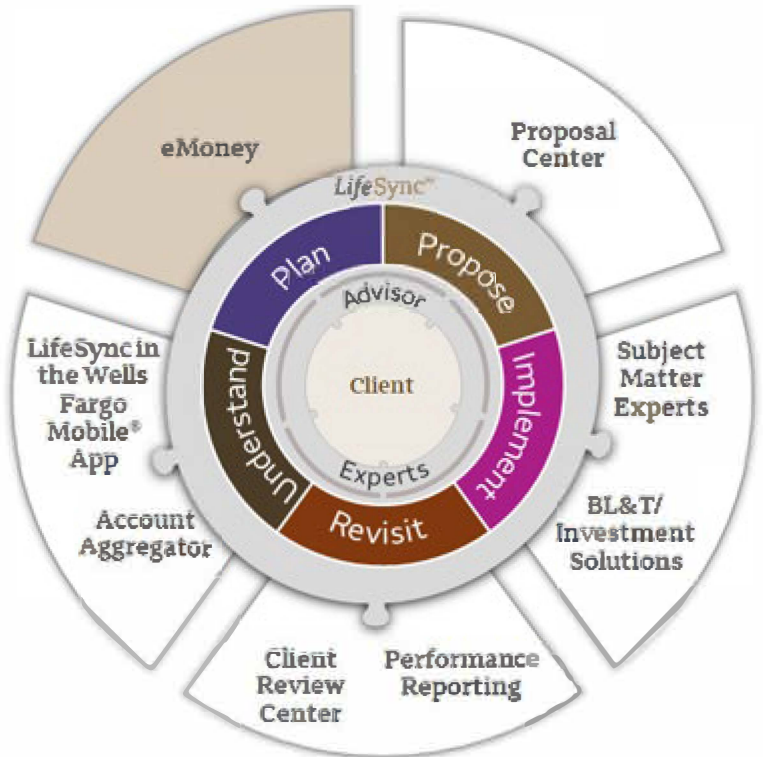 eMoney
Proposal
Center
LifeSync℠
Plan
Propose
Advisor
LifeSync in
the Wells
Fargo
Mobile®
App
Understand
Client
Implement
Subject
Matter
Experts
Experts
Account
Aggregator
Revisit
BL&T/
Investment
Solutions
Client
Review
Center
Performance
Reporting